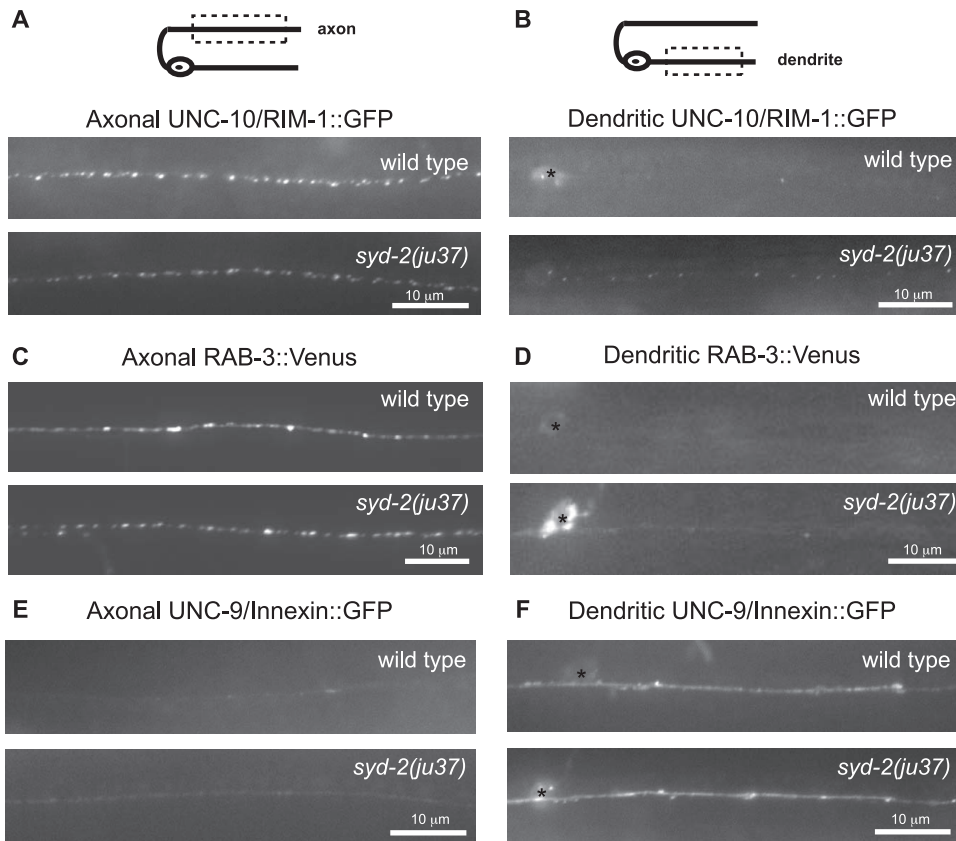 A
axon
B
dendrite
Axonal UNC-10/RIM-1::GFP
wild type
syd-2(ju37)
10 μm
Dendritic UNC-10/RIM-1::GFP
wild type
*
syd-2(ju37)
10 μm
C
Axonal RAB-3::Venus
wild type
syd-2(ju37)
10 μm
D
Dendritic RAB-3::Venus
wild type
*
syd-2(ju37)
*
10 μm
E
Axonal UNC-9/Innexin::GFP
wild type
syd-2(ju37)
10 μm
F
Dendritic UNC-9/Innexin::GFP
wild type
*
syd-2(ju37)
*
10 μm